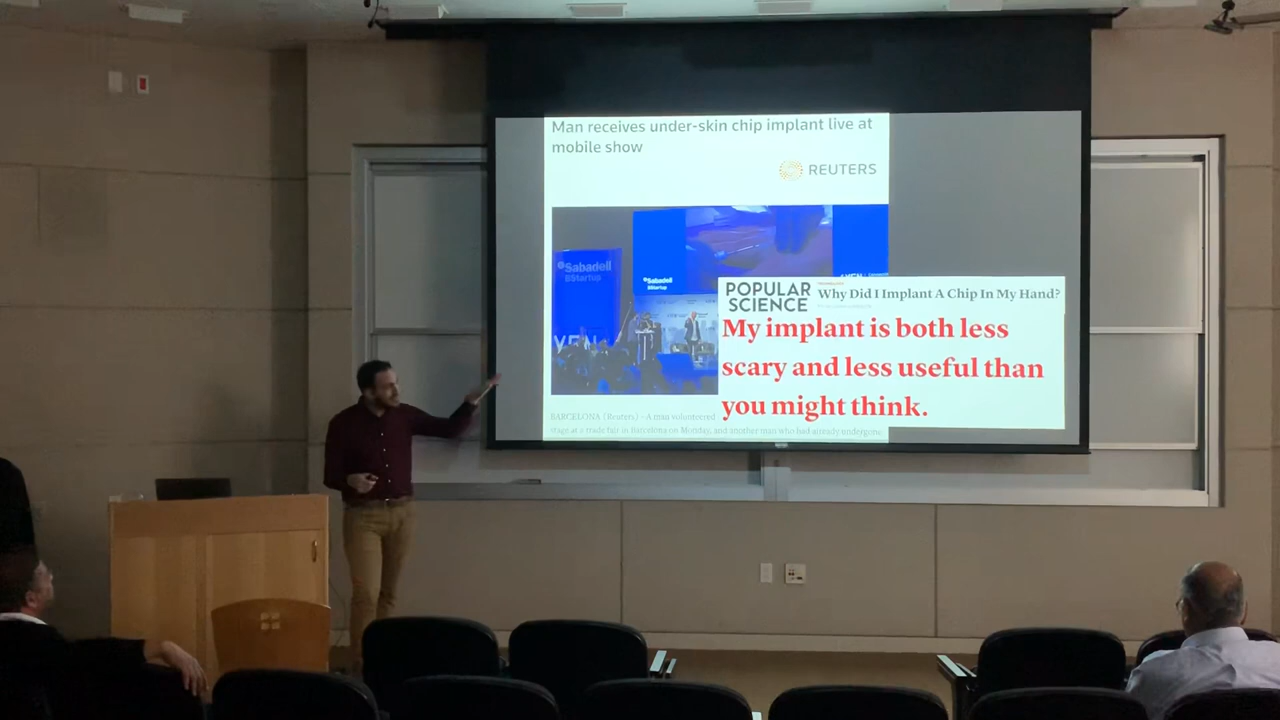 Man receives under-skin chip implant live at
mobile show
REUTERS
Sabadell
BStartup
Sabadell
BStartup
POPULAR
SCIENCE
Why Did I Implant A Chip In My Hand?
My implant is both less
scary and less useful than
you might think.
BARCELONA (Reuters) - A man volunteered
stage at a trade fair in Barcelona on Monday, and another man who had already undergone